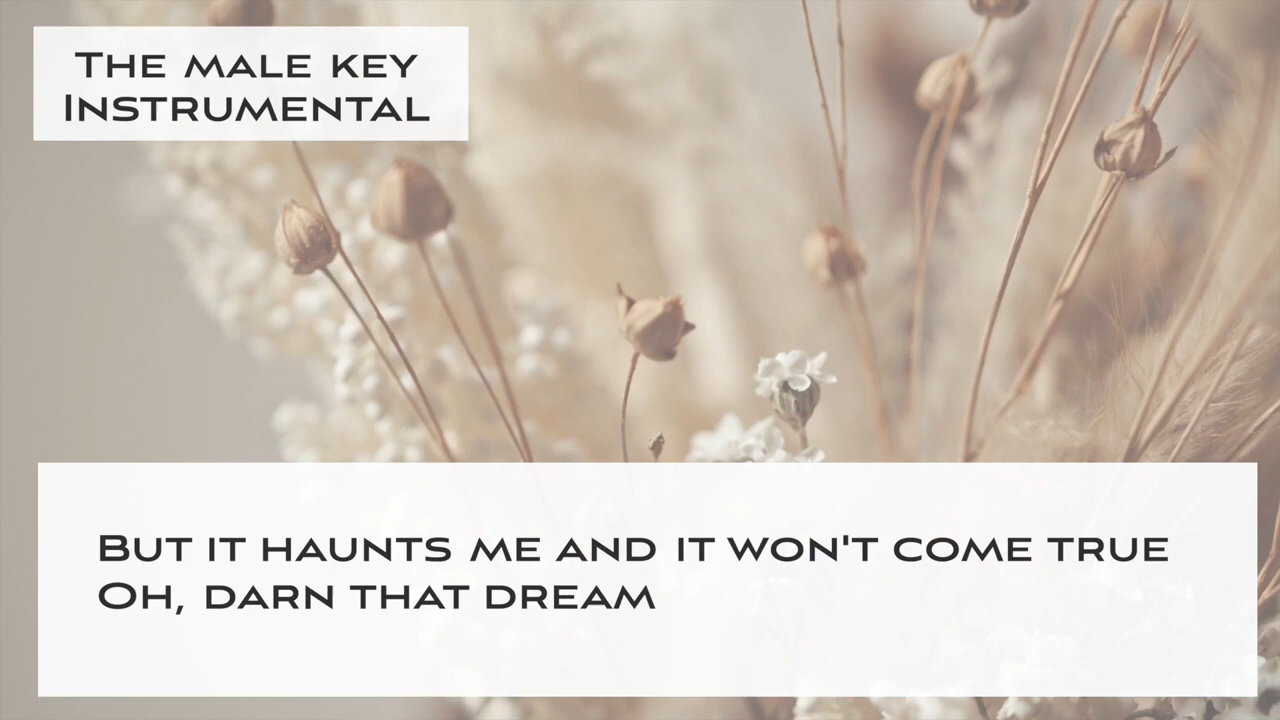 The male key
Instrumental
But it haunts me and it won't come true
Oh, darn that dream